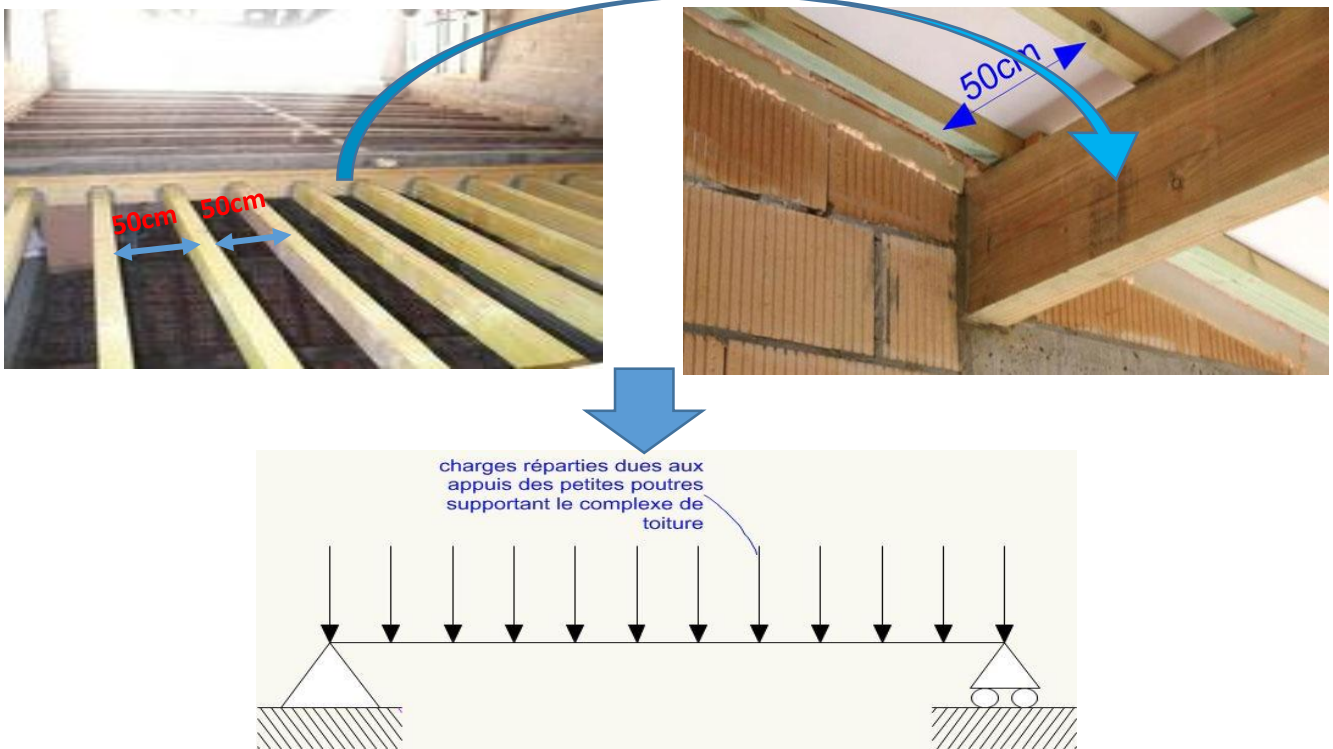 50cm
50cm
50cm
charges réparties dues aux
appuis des petites poutres
supportant le complexe de
toiture